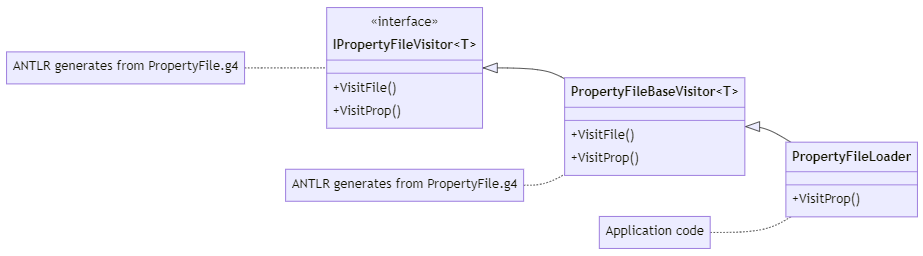 «interface»
IPropertyFileVisitor<T>
+VisitFile()
+VisitProp()
ANTLR generates from PropertyFile.g4
PropertyFileBaseVisitor<T>
+VisitFile()
+VisitProp()
ANTLR generates from PropertyFile.g4
PropertyFileLoader
+VisitProp()
Application code